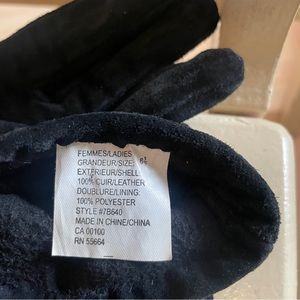 FEMMES/LADIES
GRANDEUR/SIZE:
EXTERIEUR/SHELL
100% CUIR/LEATHER
DOUBLURE/LINING:
100% POLYESTER
STYLE #7B640
MADE IN CHINE/CHINA
CA 00100
RN 55664